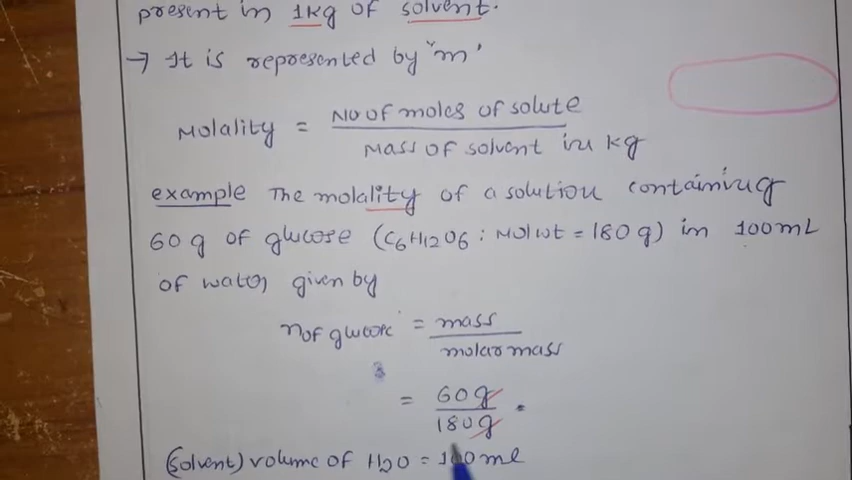 present in 1kg of solvent.
→ It is represented by "m'
Molality = No of moles of solute / Mass of solvent in kg
example The molality of a solution containing
60 g of glucose (C6H12O6 : Mol wt = 180 g) in 100mL
of water given by
n of glucose = mass / molar mass
= 60g / 180g
(solvent) volume of H2O = 100 ml